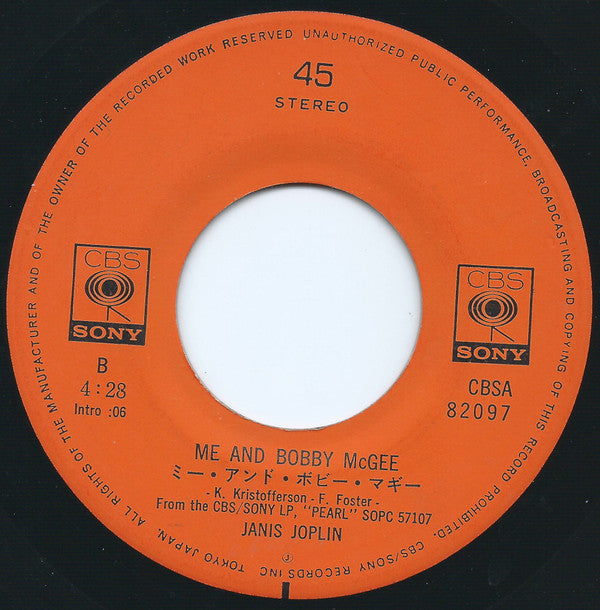 ALL RIGHTS OF THE MANUFACTURER AND OF THE OWNER OF THE RECORDED WORK RESERVED UNAUTHORIZED PUBLIC PERFORMANCE, BROADCASTING AND COPYING OF THIS RECORD PROHIBITED. CBS/SONY RECORDS INC. TOKYO JAPAN.
45
STEREO
CBS
SONY
B
4:28
Intro :06
CBS
SONY
CBSA
82097
ME AND BOBBY McGEE
ミー・アンド・ボビー・マギー
- K. Kristofferson - F. Foster -
From the CBS/SONY LP, "PEARL" SOPC 57107
JANIS JOPLIN
Ⓟ